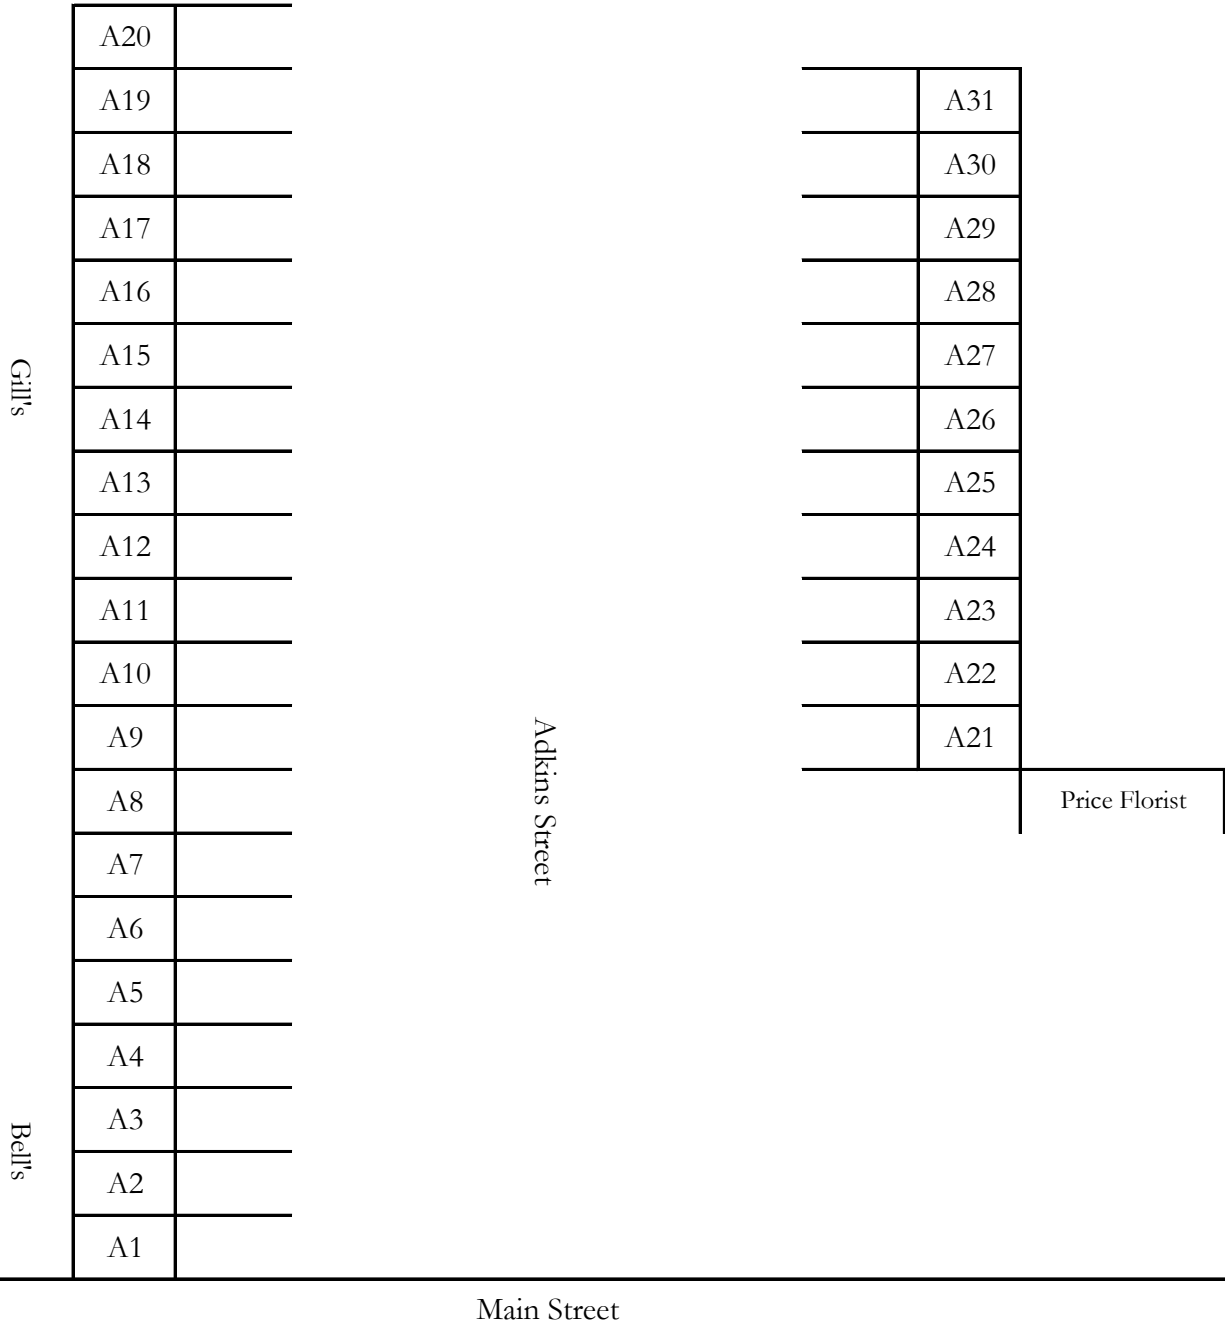 A20
A19 A31
A18 A30
A17 A29
A16 A28
A15 A27
Gill's
A14 A26
A13 A25
A12 A24
A11 A23
A10 A22
A9 A21
Adkins Street
A8 Price Florist
A7
A6
A5
A4
A3
Bell's
A2
A1
Main Street